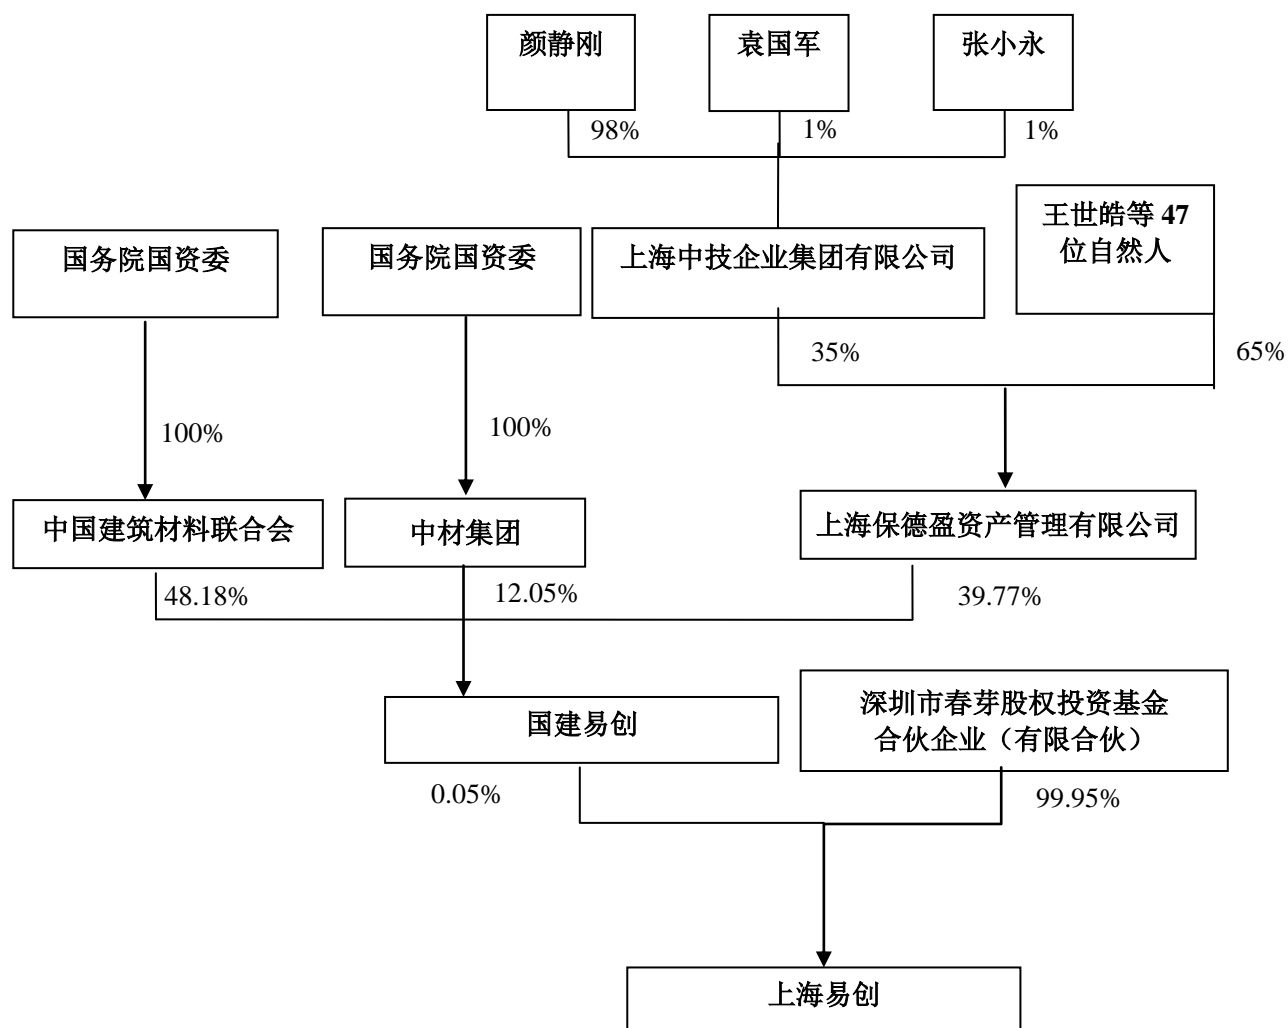 颜静刚
袁国军
张小永
98%
1%
1%
国务院国资委
国务院国资委
上海中技企业集团有限公司
王世皓等 47
位自然人
35%
65%
100%
100%
中国建筑材料联合会
中材集团
上海保德盈资产管理有限公司
48.18%
12.05%
39.77%
国建易创
深圳市春芽股权投资基金
合伙企业（有限合伙）
0.05%
99.95%
上海易创